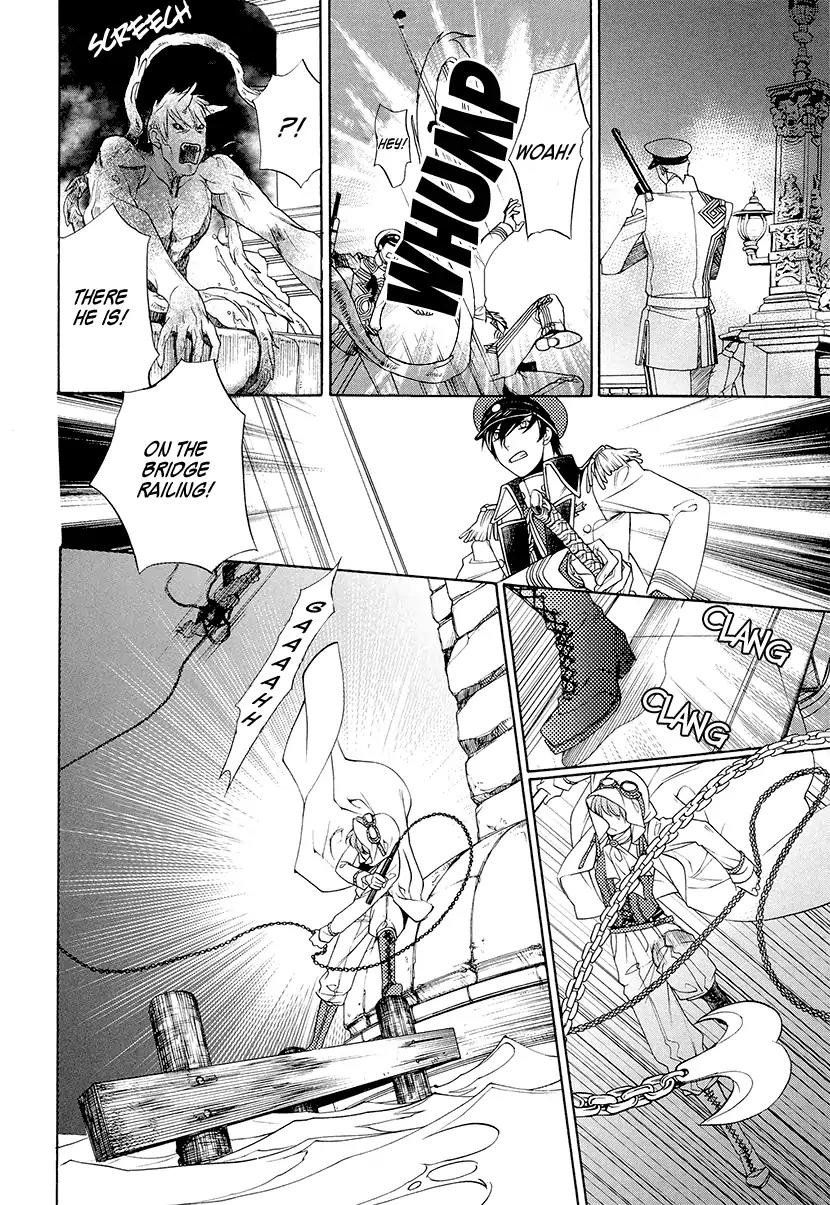 WOAH!
WHUMP
HEY!
?!
SCREECH
THERE
HE IS!
ON THE
BRIDGE
RAILING!
CLANG
CLANG
GAAAAHH